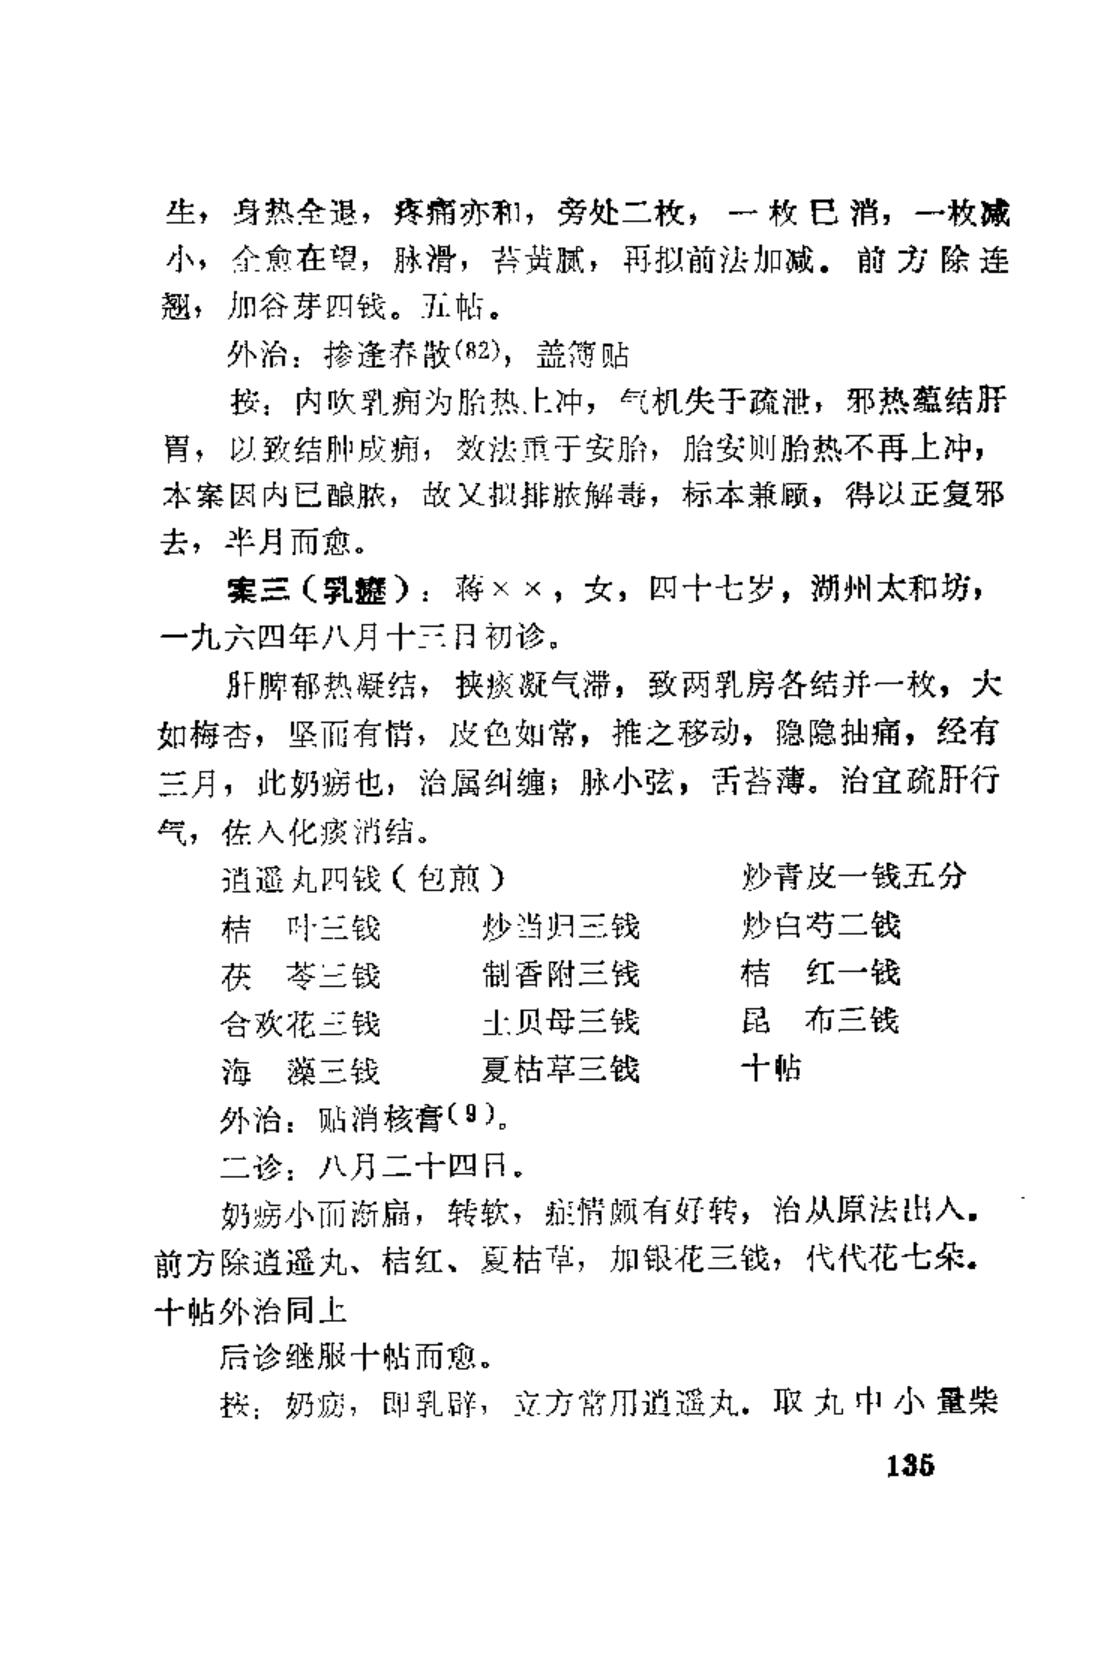 生，身热全退，疼痛亦和，旁处二枚，一枚已消，一枚减
小，全愈在望，脉滑，苔黄腻，再拟前法加减。前方除连
翘，加谷芽四钱。五帖。
外治：掺逢春散(82)，盖簿贴
按：内吹乳痈为胎热上冲，气机失于疏泄，邪热蕴结肝
胃，以致结肿成痈，效法重于安胎，胎安则胎热不再上冲，
本案因内已酿脓，故又拟排脓解毒，标本兼顾，得以正复邪
去，半月而愈。
案三（乳癖）：蒋××，女，四十七岁，湖州太和坊，
一九六四年八月十三日初诊。
肝脾郁热凝结，挟痰凝气滞，致两乳房各结并一枚，大
如梅杏，坚而有情，皮色如常，推之移动，隐隐抽痛，经有
三月，此奶疬也，治属纠缠；脉小弦，舌苔薄。治宜疏肝行
气，佐入化痰消结。
逍遥丸四钱（包煎） 炒青皮一钱五分
桔 叶三钱 炒当归三钱 炒白芍二钱
茯 苓三钱 制香附三钱 桔 红一钱
合欢花三钱 土贝母三钱 昆 布三钱
海 藻三钱 夏枯草三钱 十帖
外治：贴消核膏(9)。
二诊：八月二十四日。
奶疬小而渐扁，转软，症情颇有好转，治从原法出入。
前方除逍遥丸、桔红、夏枯草，加银花三钱，代代花七朵。
十帖外治同上
后诊继服十帖而愈。
按：奶疬，即乳辟，立方常用逍遥丸．取丸中小量柴
135